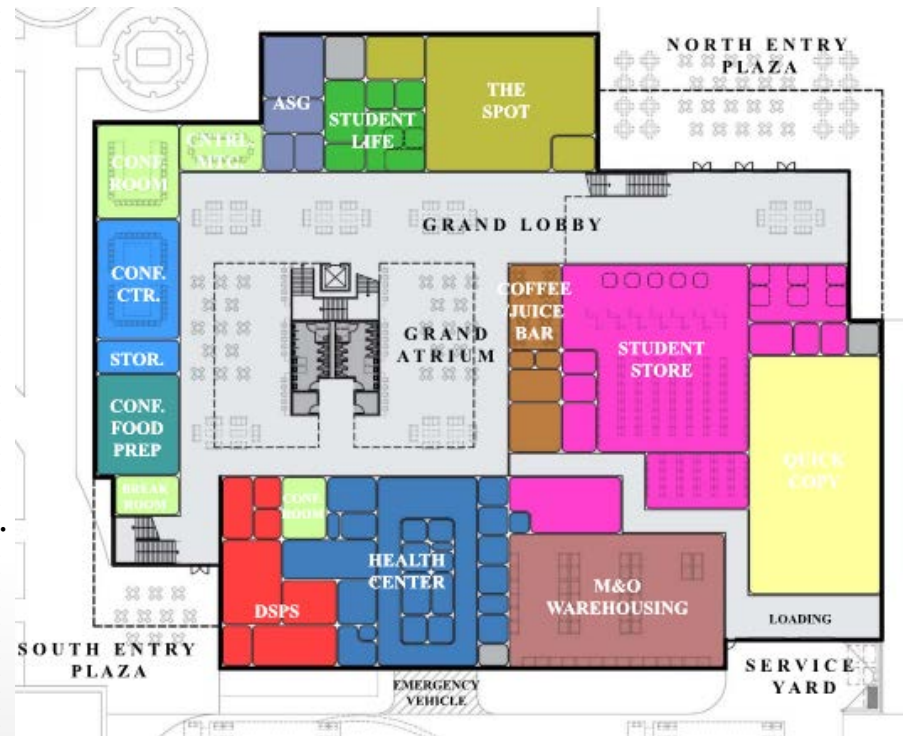 NORTH ENTRY
PLAZA
THE
SPOT
ASG
STUDENT
LIFE
CNTRL.
MTG
CONF.
ROOM
GRAND LOBBY
CONF.
CTR.
COFFEE
JUICE
BAR
GRAND
ATRIUM
STUDENT
STORE
STOR.
CONF.
FOOD
PREP
QUICK
COPY
BREAK
ROOM
CONF.
ROOM
HEALTH
CENTER
M&O
WAREHOUSING
DSPS
LOADING
SOUTH ENTRY
PLAZA
SERVICE
YARD
EMERGENCY
VEHICLE